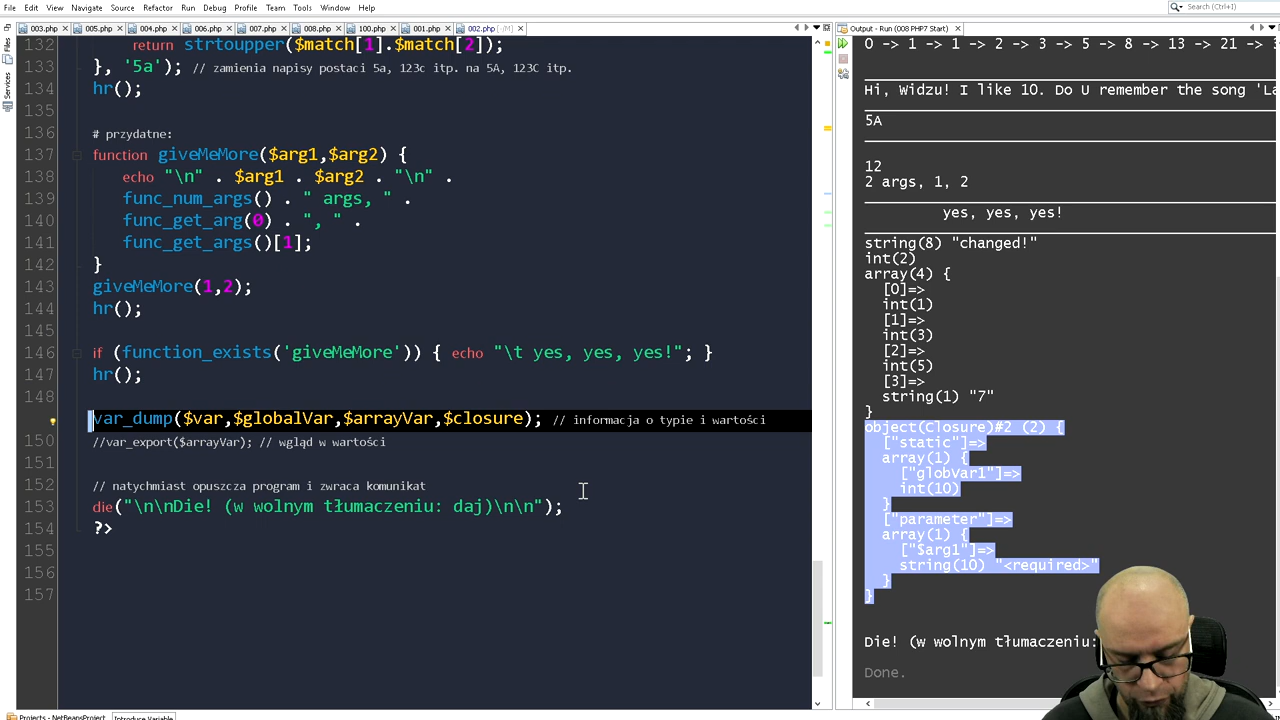 File Edit View Navigate Source Refactor Run Debug Profile Team Tools Window Help
Search (Ctrl+I)
003.php 005.php 004.php 006.php 007.php 008.php 100.php 001.php 002.php [-/M]
Files
Services
132 return strtoupper($match[1].$match[2]);
133 }, '5a'); // zamienia napisy postaci 5a, 123c itp. na 5A, 123C itp.
134 hr();
135
136 # przydatne:
137 function giveMeMore($arg1,$arg2) {
138 echo "\n" . $arg1 . $arg2 . "\n" .
139 func_num_args() . " args, " .
140 func_get_arg(0) . ", " .
141 func_get_args()[1];
142 }
143 giveMeMore(1,2);
144 hr();
145
146 if (function_exists('giveMeMore')) { echo "\t yes, yes, yes!"; }
147 hr();
148
var_dump($var,$globalVar,$arrayVar,$closure); // informacja o typie i wartości
150 //var_export($arrayVar); // wgląd w wartości
151
152 // natychmiast opuszcza program i zwraca komunikat
153 die("\n\nDie! (w wolnym tłumaczeniu: daj)\n\n");
154 ?>
155
156
157
Projects - NetBeansProject Introduce Variable
Output - Run (008 PHP7 Start)
0 -> 1 -> 1 -> 2 -> 3 -> 5 -> 8 -> 13 -> 21 ->
Hi, Widzu! I like 10. Do U remember the song 'La
5A
12
2 args, 1, 2
yes, yes, yes!
string(8) "changed!"
int(2)
array(4) {
[0]=>
int(1)
[1]=>
int(3)
[2]=>
int(5)
[3]=>
string(1) "7"
}
object(Closure)#2 (2) {
["static"]=>
array(1) {
["globVar1"]=>
int(10)
}
["parameter"]=>
array(1) {
["$arg1"]=>
string(10) "<required>"
}
}
Die! (w wolnym tłumaczeniu:
Done.